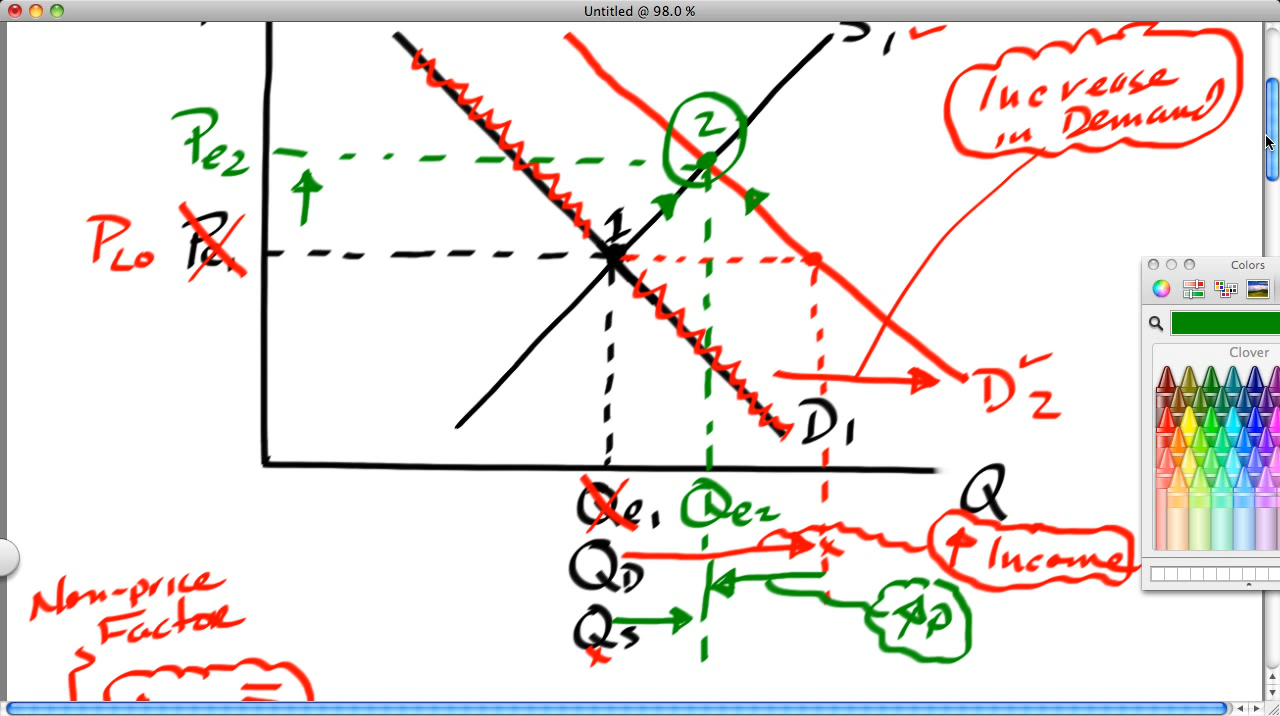 Untitled @ 98.0 %
S1
Increase
in Demand
2
Pe2
1
PLO Pe1
Colors
Clover
D2
D1
Q
Qe1 Qe2
QD
↑ Income
Qs
↑P
Non-price
Factor